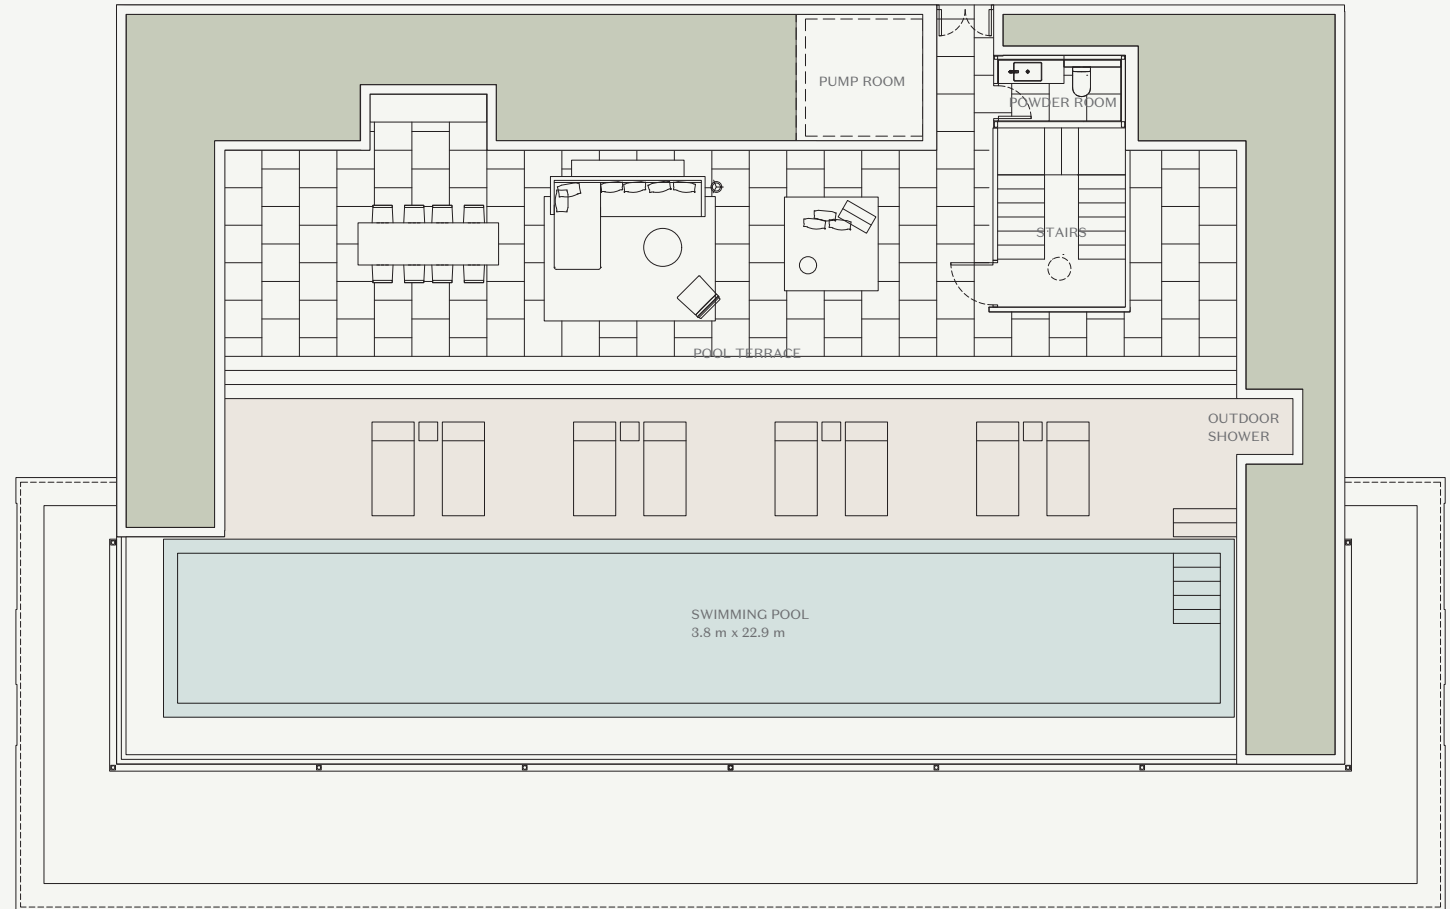 PUMP ROOM
POWDER ROOM
STAIRS
POOL TERRACE
OUTDOOR
SHOWER
SWIMMING POOL
3.8 m x 22.9 m